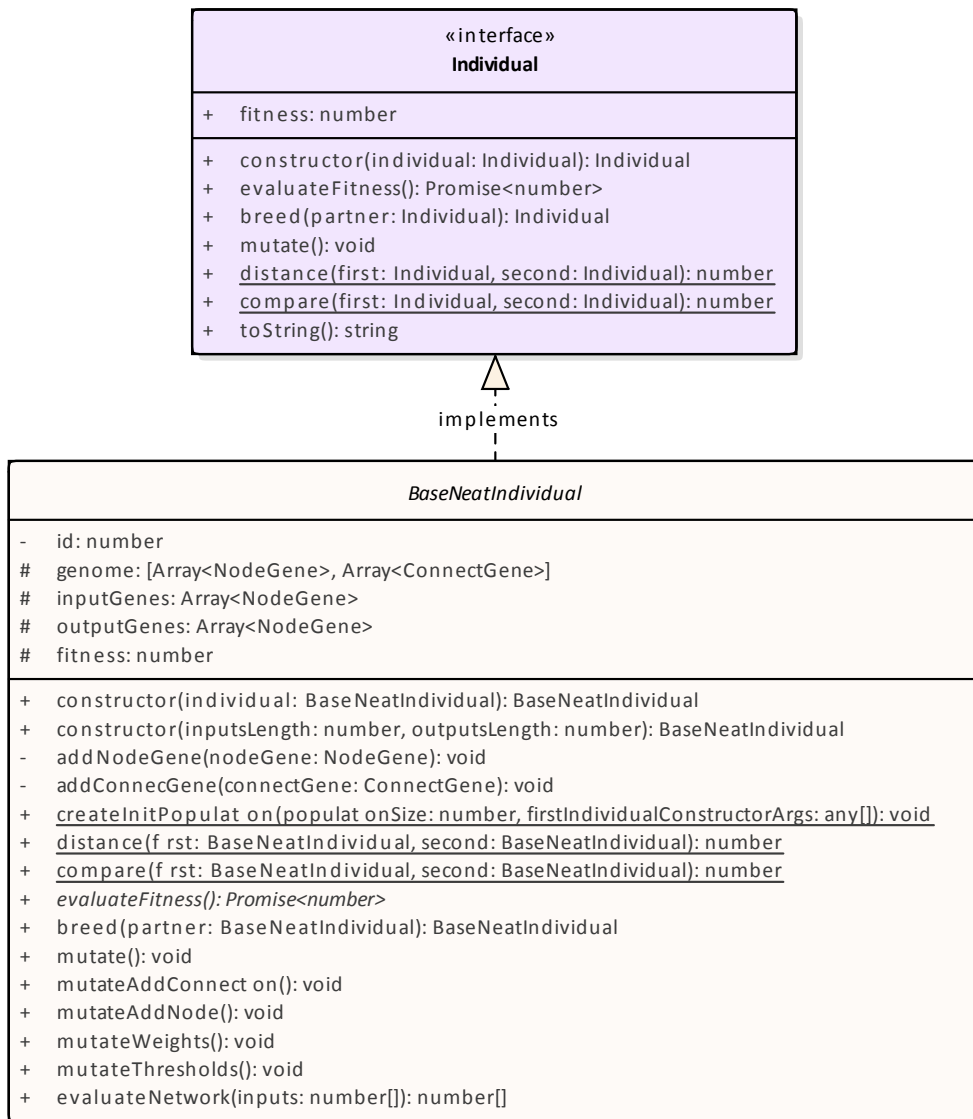 «interface»
Individual
+ fitness: number
+ constructor(individual: Individual): Individual
+ evaluateFitness(): Promise<number>
+ breed(partner: Individual): Individual
+ mutate(): void
+ distance(first: Individual, second: Individual): number
+ compare(first: Individual, second: Individual): number
+ toString(): string
implements
BaseNeatIndividual
- id: number
# genome: [Array<NodeGene>, Array<ConnectGene>]
# inputGenes: Array<NodeGene>
# outputGenes: Array<NodeGene>
# fitness: number
+ constructor(individual: BaseNeatIndividual): BaseNeatIndividual
+ constructor(inputsLength: number, outputsLength: number): BaseNeatIndividual
- addNodeGene(nodeGene: NodeGene): void
- addConnecGene(connectGene: ConnectGene): void
+ createInitPopulat on(populat onSize: number, firstIndividualConstructorArgs: any[]): void
+ distance(f rst: BaseNeatIndividual, second: BaseNeatIndividual): number
+ compare(f rst: BaseNeatIndividual, second: BaseNeatIndividual): number
+ evaluateFitness(): Promise<number>
+ breed(partner: BaseNeatIndividual): BaseNeatIndividual
+ mutate(): void
+ mutateAddConnect on(): void
+ mutateAddNode(): void
+ mutateWeights(): void
+ mutateThresholds(): void
+ evaluateNetwork(inputs: number[]): number[]